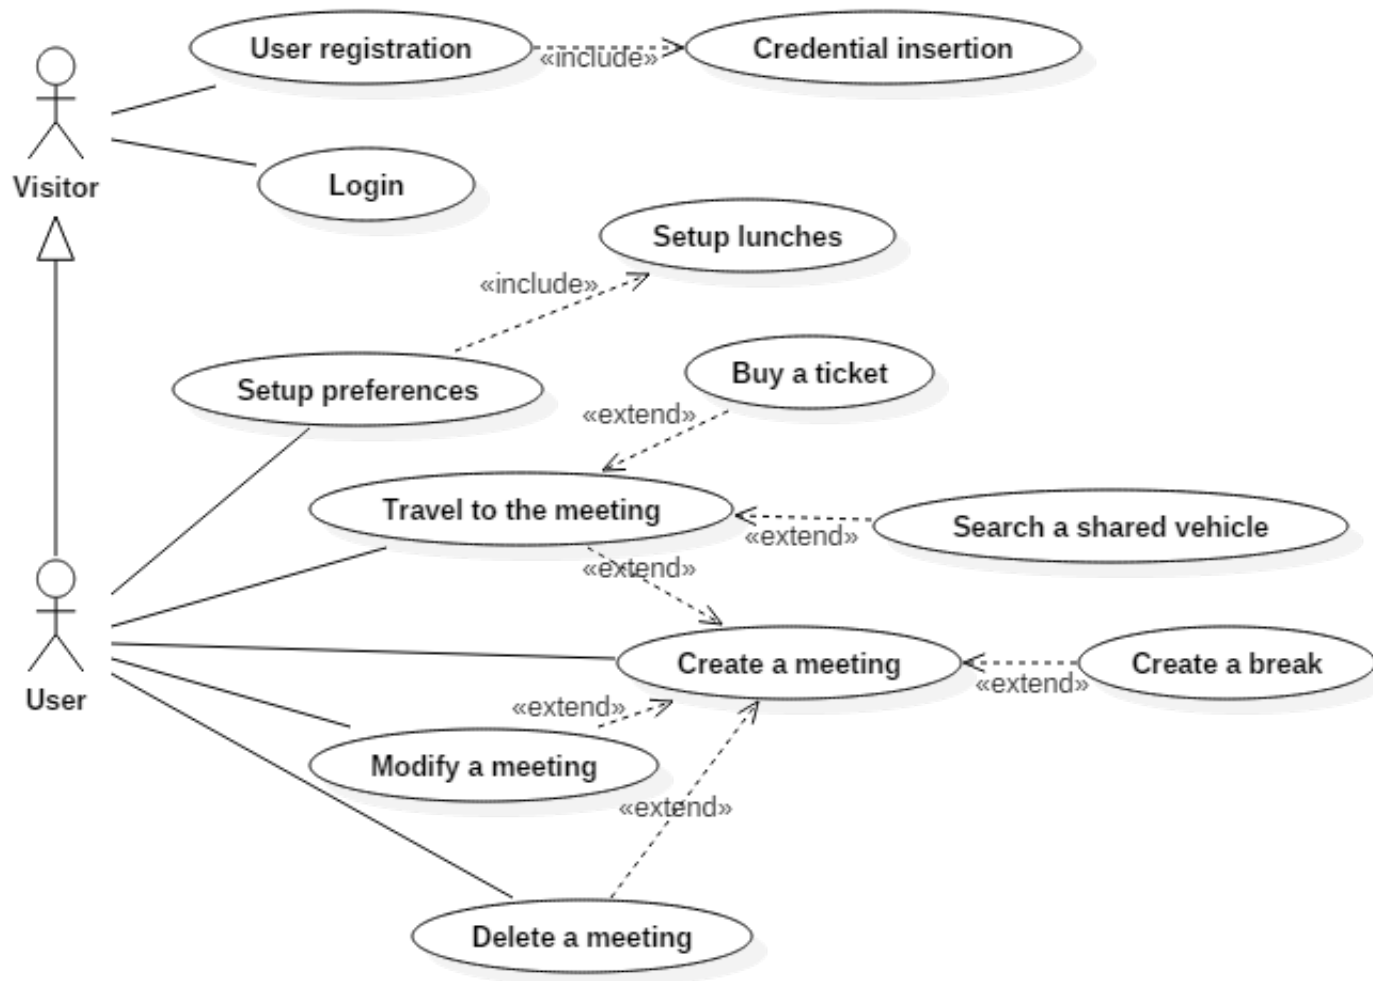 User registration
«include»
Credential insertion
Visitor
Login
Setup lunches
«include»
Setup preferences
Buy a ticket
«extend»
Travel to the meeting
«extend»
Search a shared vehicle
«extend»
Create a meeting
«extend»
Create a break
User
«extend»
Modify a meeting
«extend»
Delete a meeting